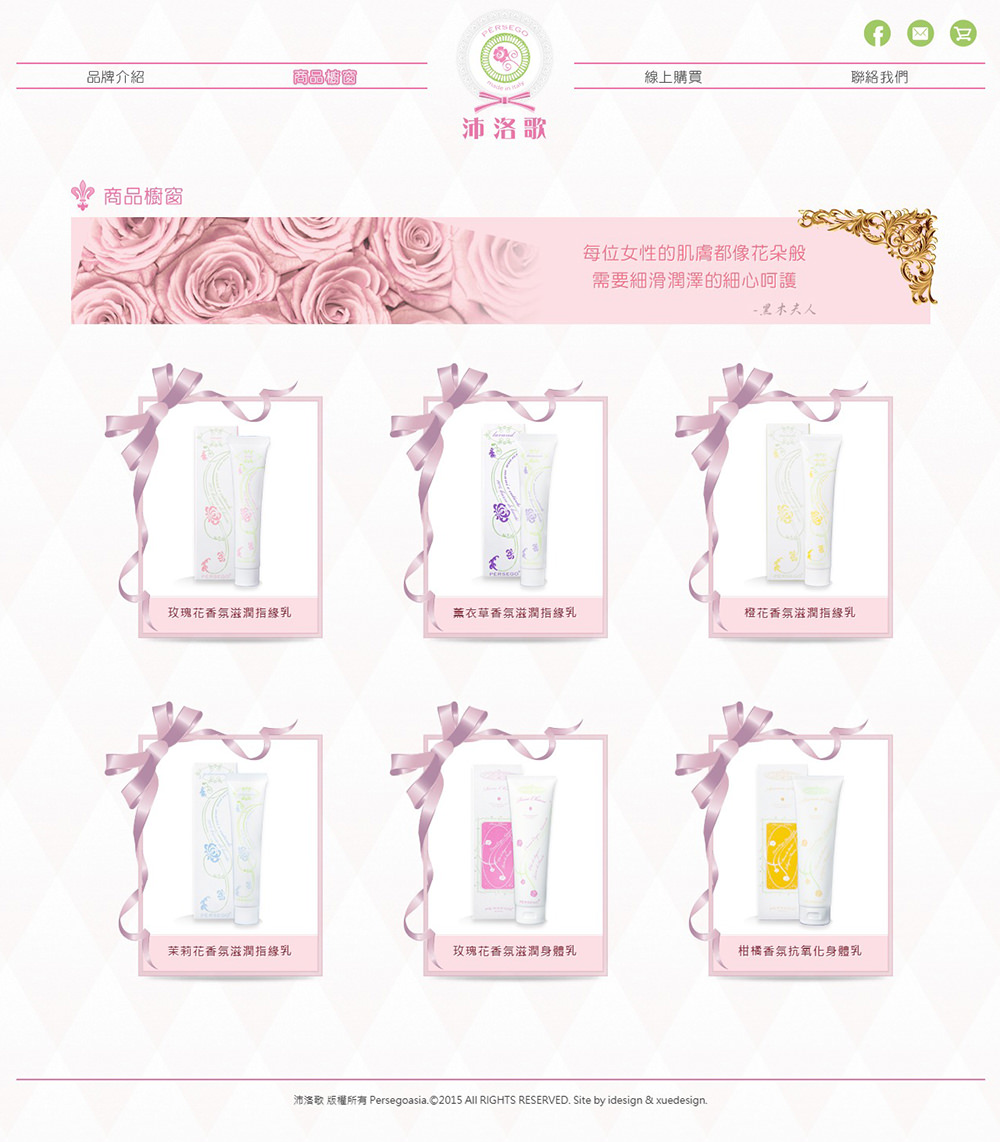 PERSEGO
made in italy
沛洛歌
品牌介紹
商品櫥窗
線上購買
聯絡我們
商品櫥窗
每位女性的肌膚都像花朵般
需要細滑潤澤的細心呵護
-黑木夫人
PERSEGO
玫瑰花香氛滋潤指緣乳
PERSEGO
薰衣草香氛滋潤指緣乳
橙花香氛滋潤指緣乳
PERSEGO
茉莉花香氛滋潤指緣乳
玫瑰花香氛滋潤身體乳
柑橘香氛抗氧化身體乳
沛洛歌 版權所有 Persegoasia.©2015 All RIGHTS RESERVED. Site by idesign & xuedesign.